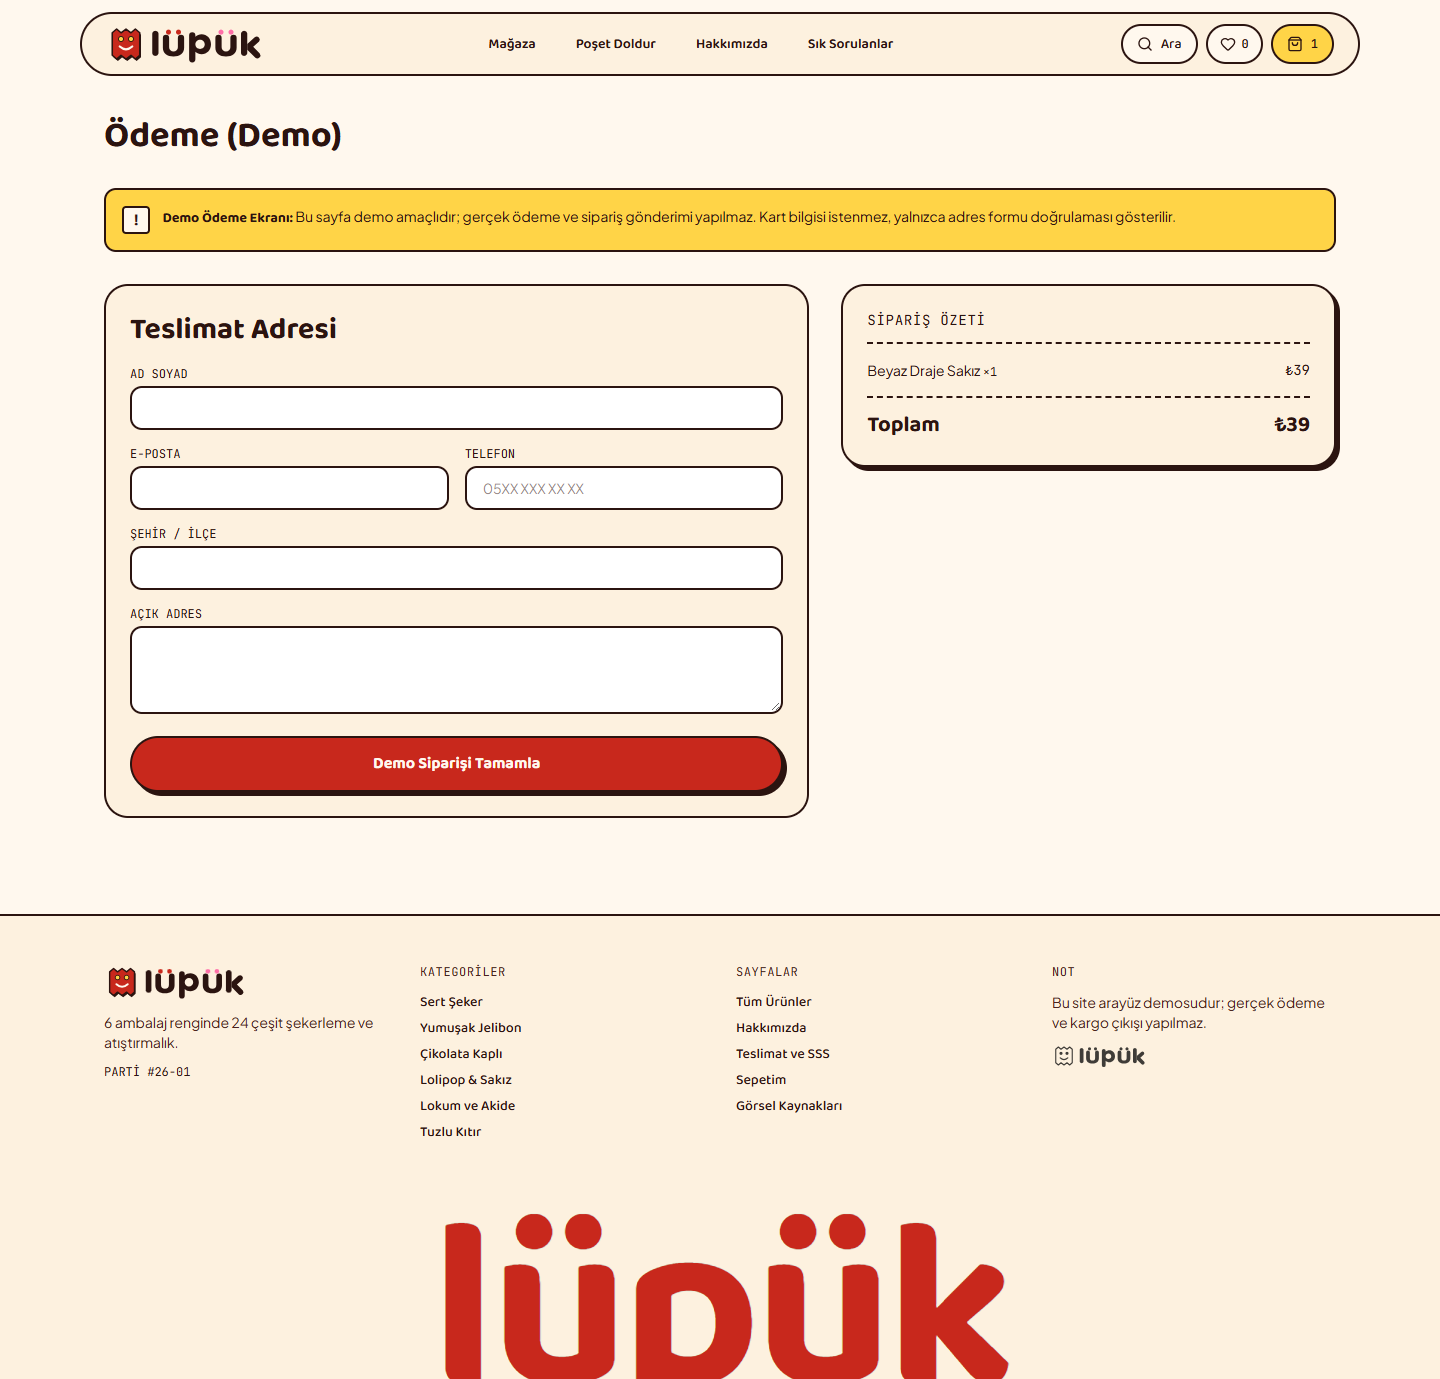 lüpük
Mağaza
Poşet Doldur
Hakkımızda
Sık Sorulanlar
Ara
0
1
Ödeme (Demo)
!
Demo Ödeme Ekranı: Bu sayfa demo amaçlıdır; gerçek ödeme ve sipariş gönderimi yapılmaz. Kart bilgisi istenmez, yalnızca adres formu doğrulaması gösterilir.
Teslimat Adresi
AD SOYAD
E-POSTA
TELEFON
05XX XXX XX XX
ŞEHİR / İLÇE
AÇIK ADRES
Demo Siparişi Tamamla
SİPARİŞ ÖZETİ
Beyaz Draje Sakız ×1
₺39
Toplam
₺39
lüpük
6 ambalaj renginde 24 çeşit şekerleme ve
atıştırmalık.
PARTİ #26-01
KATEGORİLER
Sert Şeker
Yumuşak Jelibon
Çikolata Kaplı
Lolipop & Sakız
Lokum ve Akide
Tuzlu Kıtır
SAYFALAR
Tüm Ürünler
Hakkımızda
Teslimat ve SSS
Sepetim
Görsel Kaynakları
NOT
Bu site arayüz demosudur; gerçek ödeme
ve kargo çıkışı yapılmaz.
lüpük
lüpük